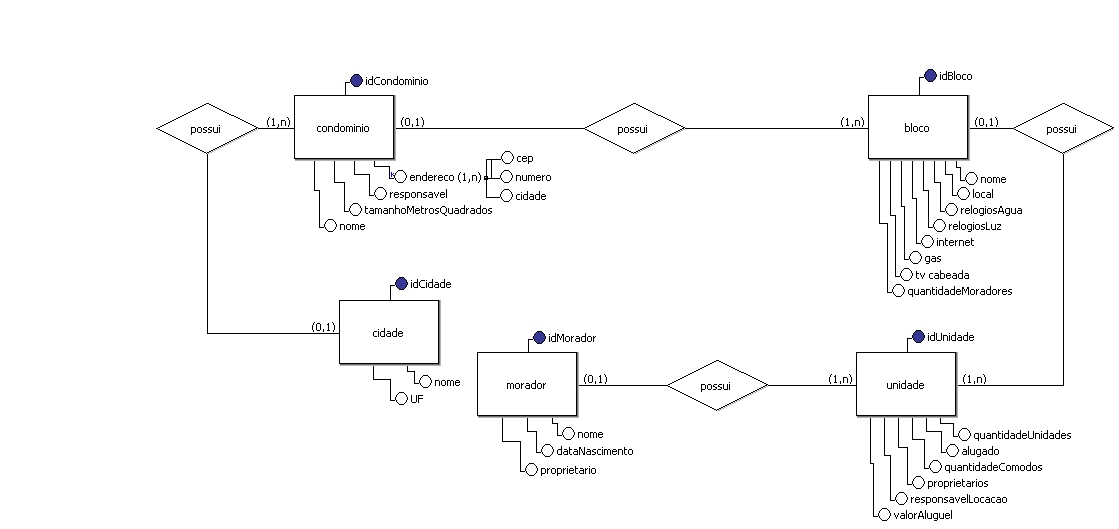 idCondominio
idBloco
possui
(1,n)
condominio
(0,1)
possui
(1,n)
bloco
(0,1)
possui
cep
endereco (1,n)
numero
cidade
responsavel
tamanhoMetrosQuadrados
nome
nome
local
relogiosAgua
relogiosLuz
internet
gas
tv cabeada
quantidadeMoradores
idCidade
(0,1)
cidade
nome
UF
idMorador
morador
(0,1)
possui
(1,n)
idUnidade
unidade
(1,n)
nome
dataNascimento
proprietario
quantidadeUnidades
alugado
quantidadeComodos
proprietarios
responsavelLocacao
valorAluguel